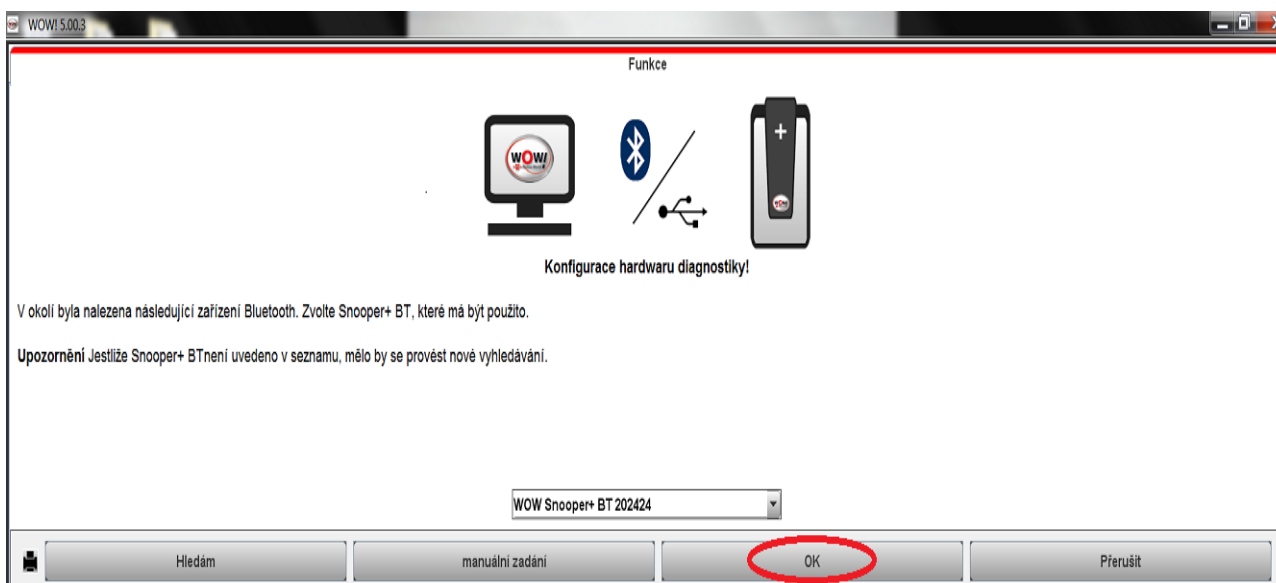 WOW! 5.00.3
Funkce
WOW!
+
WOW!
Konfigurace hardwaru diagnostiky!
V okolí byla nalezena následující zařízení Bluetooth. Zvolte Snooper+ BT, které má být použito.
Upozornění Jestliže Snooper+ BTnení uvedeno v seznamu, mělo by se provést nové vyhledávání.
WOW Snooper+ BT 202424
Hledám
manuální zadání
OK
Přerušit